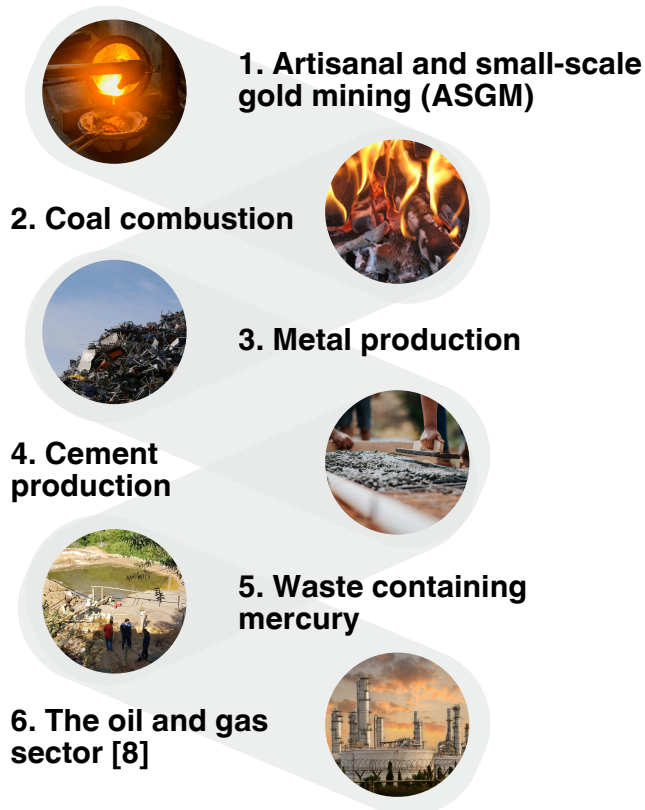 1. Artisanal and small-scale
gold mining (ASGM)
2. Coal combustion
3. Metal production
4. Cement
production
5. Waste containing
mercury
6. The oil and gas
sector [8]